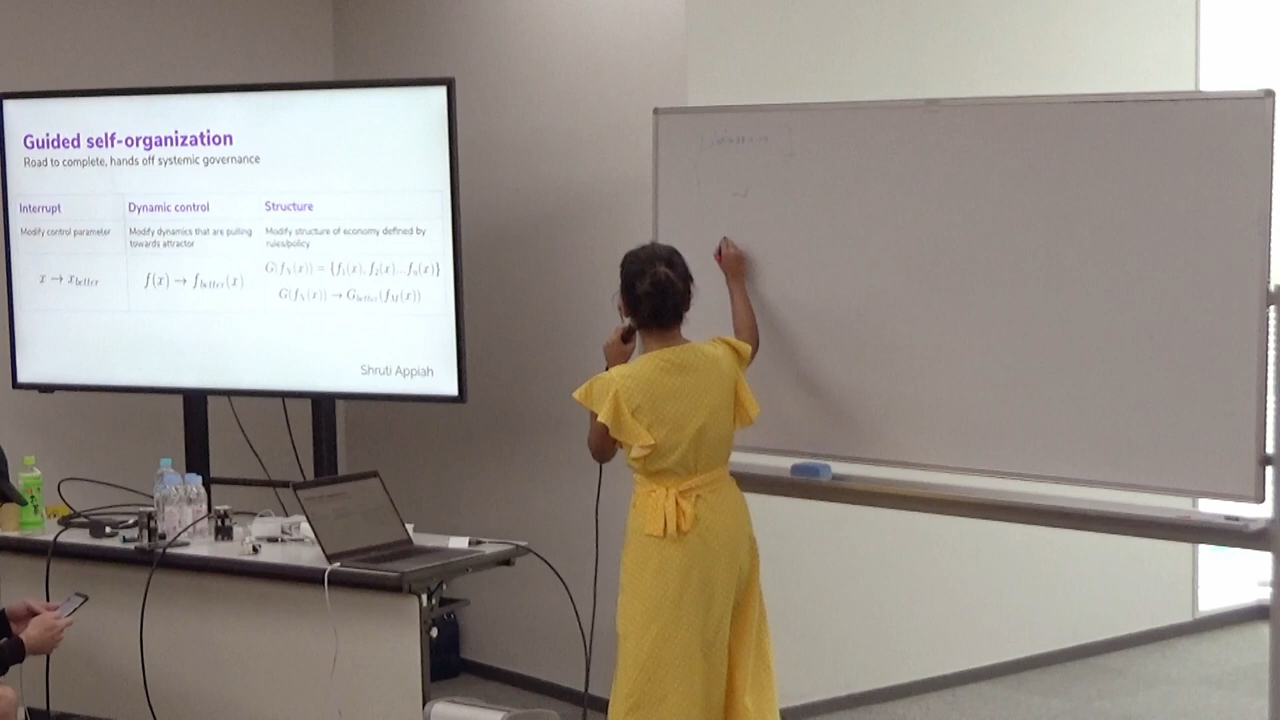 Guided self-organization
Road to complete, hands off systemic governance
Interrupt
Modify control parameter
x → x_better
Dynamic control
Modify dynamics that are pulling
towards attractor
f(x) → f_better(x)
Structure
Modify structure of economy defined by
rules/policy
G(f_N(x)) = {f_1(x), f_2(x)...f_n(x)}
G(f_N(x)) → G_better(f_M(x))
Shruti Appiah